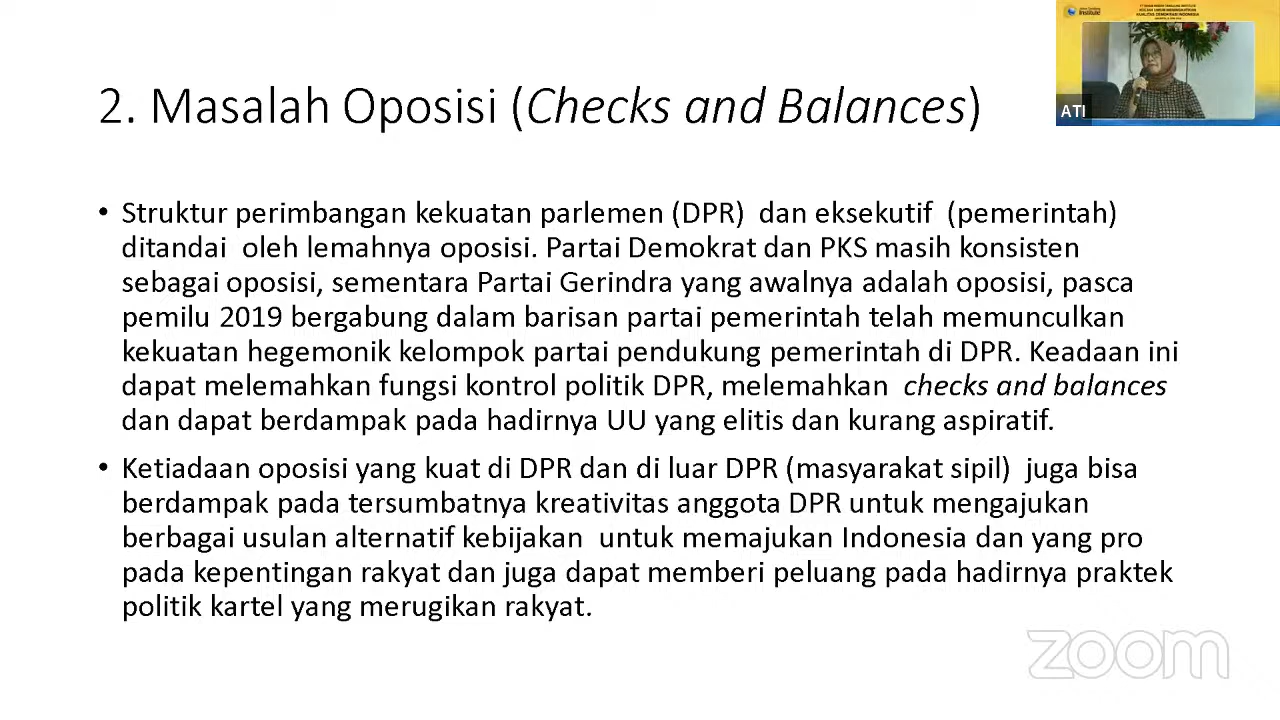 2. Masalah Oposisi (Checks and Balances)
• Struktur perimbangan kekuatan parlemen (DPR) dan eksekutif (pemerintah)
ditandai oleh lemahnya oposisi. Partai Demokrat dan PKS masih konsisten
sebagai oposisi, sementara Partai Gerindra yang awalnya adalah oposisi, pasca
pemilu 2019 bergabung dalam barisan partai pemerintah telah memunculkan
kekuatan hegemonik kelompok partai pendukung pemerintah di DPR. Keadaan ini
dapat melemahkan fungsi kontrol politik DPR, melemahkan checks and balances
dan dapat berdampak pada hadirnya UU yang elitis dan kurang aspiratif.
• Ketiadaan oposisi yang kuat di DPR dan di luar DPR (masyarakat sipil) juga bisa
berdampak pada tersumbatnya kreativitas anggota DPR untuk mengajukan
berbagai usulan alternatif kebijakan untuk memajukan Indonesia dan yang pro
pada kepentingan rakyat dan juga dapat memberi peluang pada hadirnya praktek
politik kartel yang merugikan rakyat.
Institute
ATI
zoom